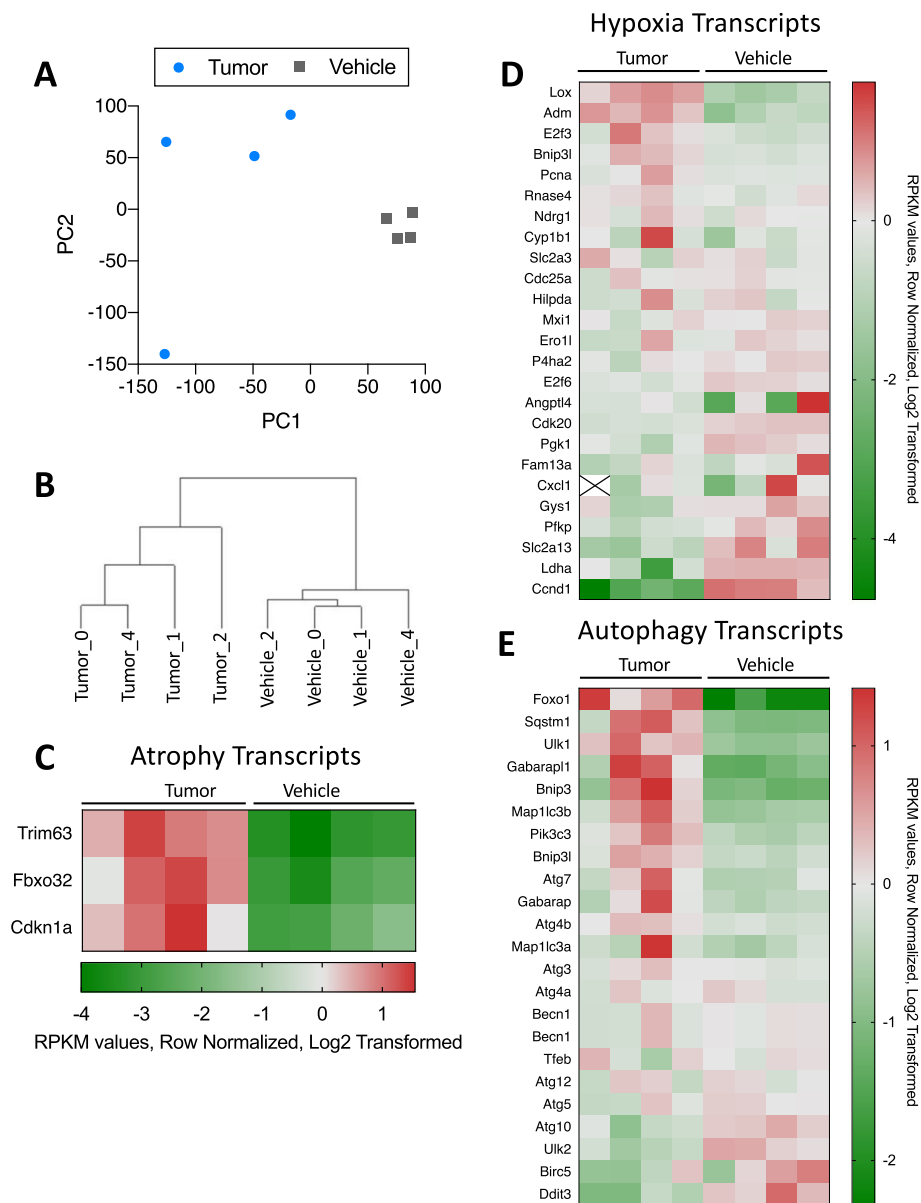 A
Tumor Vehicle
100
50
0
-50
-100
-150
PC2
-150 -100 -50 0 50 100
PC1
B
Tumor_0
Tumor_4
Tumor_1
Tumor_2
Vehicle_2
Vehicle_0
Vehicle_1
Vehicle_4
C
Atrophy Transcripts
Tumor Vehicle
Trim63
Fbxo32
Cdkn1a
-4 -3 -2 -1 0 1
RPKM values, Row Normalized, Log2 Transformed
Hypoxia Transcripts
D
Tumor Vehicle
Lox
Adm
E2f3
Bnip3l
Pcna
Rnase4
Ndrg1
Cyp1b1
Slc2a3
Cdc25a
Hilpda
Mxi1
Ero1l
P4ha2
E2f6
Angptl4
Cdk20
Pgk1
Fam13a
Cxcl1
Gys1
Pfkp
Slc2a13
Ldha
Ccnd1
0
-2
-4
RPKM values, Row Normalized, Log2 Transformed
Autophagy Transcripts
E
Tumor Vehicle
Foxo1
Sqstm1
Ulk1
Gabarapl1
Bnip3
Map1lc3b
Pik3c3
Bnip3l
Atg7
Gabarap
Atg4b
Map1lc3a
Atg3
Atg4a
Becn1
Becn1
Tfeb
Atg12
Atg5
Atg10
Ulk2
Birc5
Ddit3
1
0
-1
-2
RPKM values, Row Normalized, Log2 Transformed